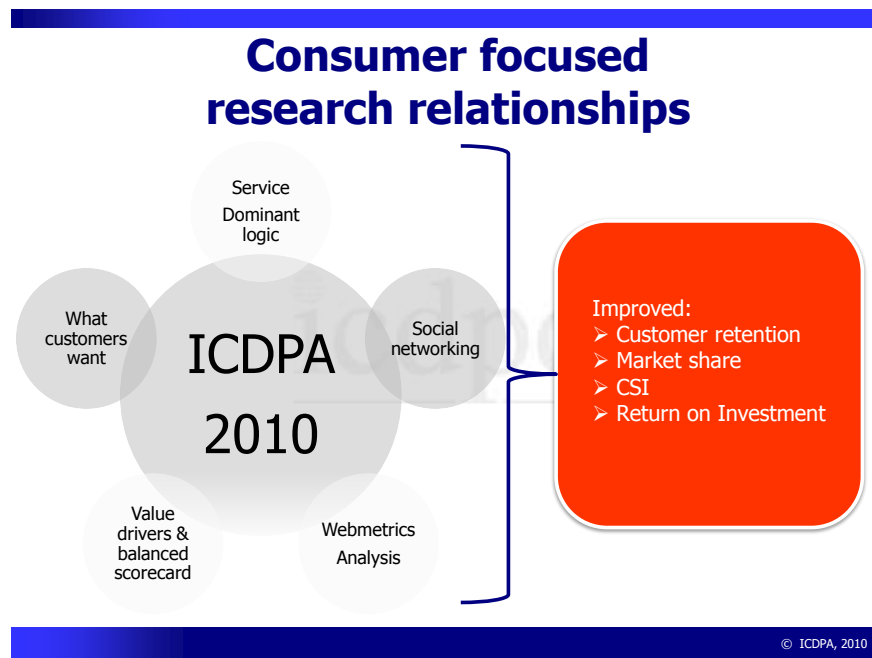 Consumer focused
research relationships
Service
Dominant
logic
What
customers
want
ICDPA
2010
Social
networking
Value
drivers &
balanced
scorecard
Webmetrics
Analysis
Improved:
➢ Customer retention
➢ Market share
➢ CSI
➢ Return on Investment
icdpa
© ICDPA, 2010